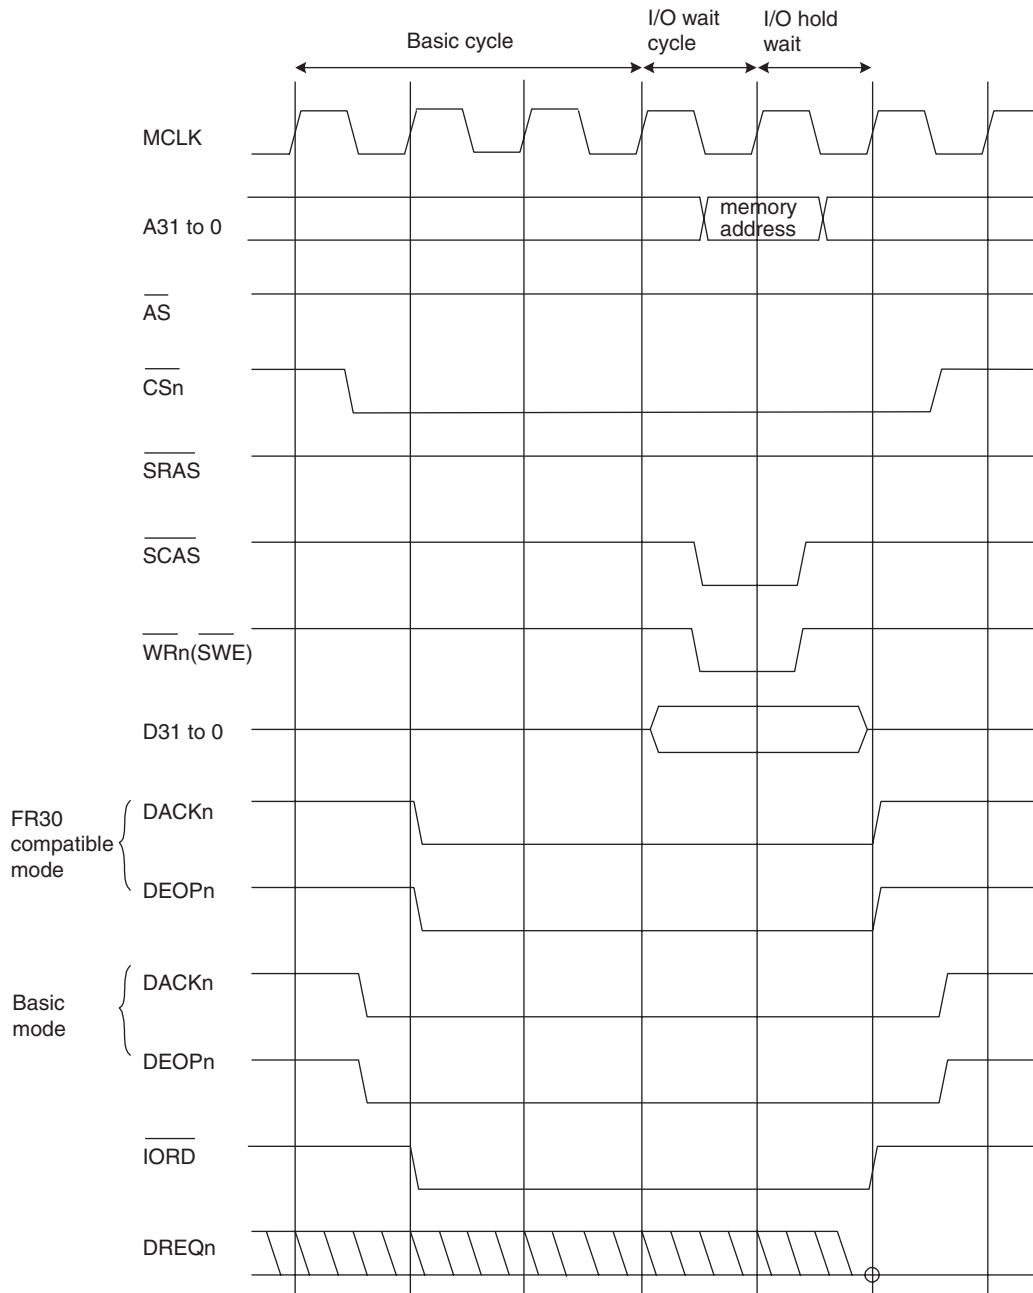 Basic cycle
I/O wait
cycle
I/O hold
wait
MCLK
A31 to 0
memory
address
AS
CSn
SRAS
SCAS
WRn(SWE)
D31 to 0
FR30
compatible
mode
DACKn
DEOPn
Basic
mode
DACKn
DEOPn
IORD
DREQn